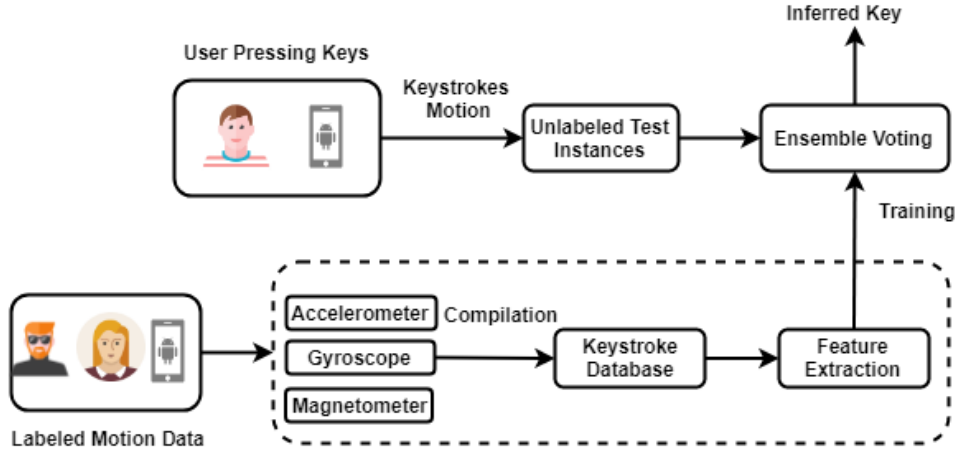 Inferred Key
User Pressing Keys
Keystrokes
Motion
Unlabeled Test
Instances
Ensemble Voting
Training
Accelerometer
Compilation
Gyroscope
Keystroke
Database
Feature
Extraction
Magnetometer
Labeled Motion Data